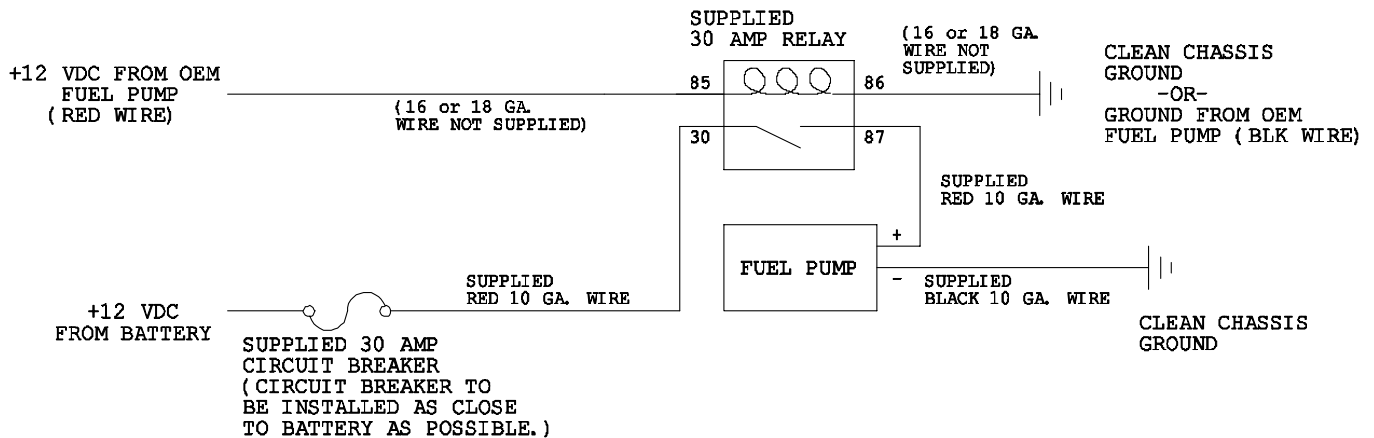 SUPPLIED
30 AMP RELAY
(16 or 18 GA.
WIRE NOT
SUPPLIED)
CLEAN CHASSIS
GROUND
-OR-
GROUND FROM OEM
FUEL PUMP (BLK WIRE)
+12 VDC FROM OEM
FUEL PUMP
(RED WIRE)
85
86
(16 or 18 GA.
WIRE NOT SUPPLIED)
30
87
SUPPLIED
RED 10 GA. WIRE
+
FUEL PUMP
-
SUPPLIED
BLACK 10 GA. WIRE
SUPPLIED
RED 10 GA. WIRE
+12 VDC
FROM BATTERY
CLEAN CHASSIS
GROUND
SUPPLIED 30 AMP
CIRCUIT BREAKER
(CIRCUIT BREAKER TO
BE INSTALLED AS CLOSE
TO BATTERY AS POSSIBLE.)